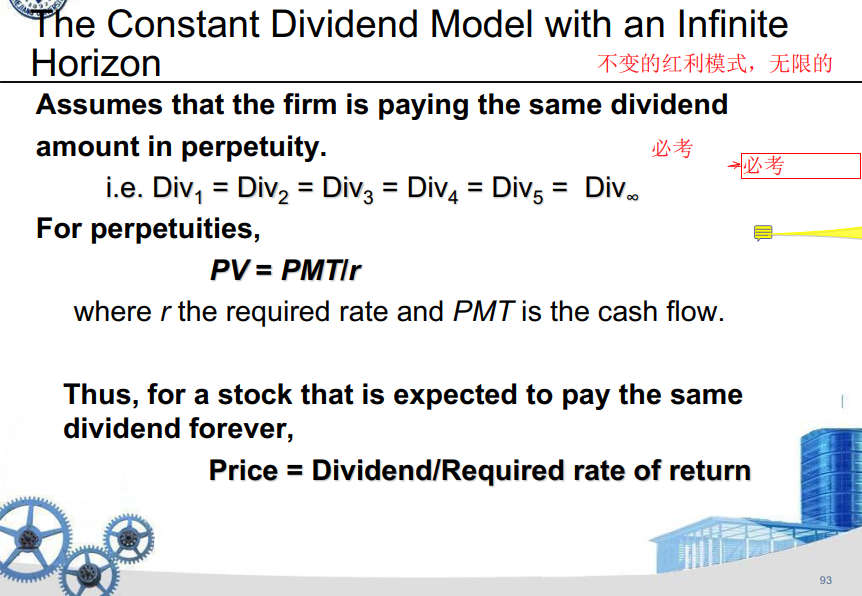 The Constant Dividend Model with an Infinite
Horizon
不变的红利模式，无限的
Assumes that the firm is paying the same dividend
amount in perpetuity.
必考
必考
i.e. Div₁ = Div₂ = Div₃ = Div₄ = Div₅ = Div∞
For perpetuities,
PV = PMT/r
where r the required rate and PMT is the cash flow.
Thus, for a stock that is expected to pay the same
dividend forever,
Price = Dividend/Required rate of return
93